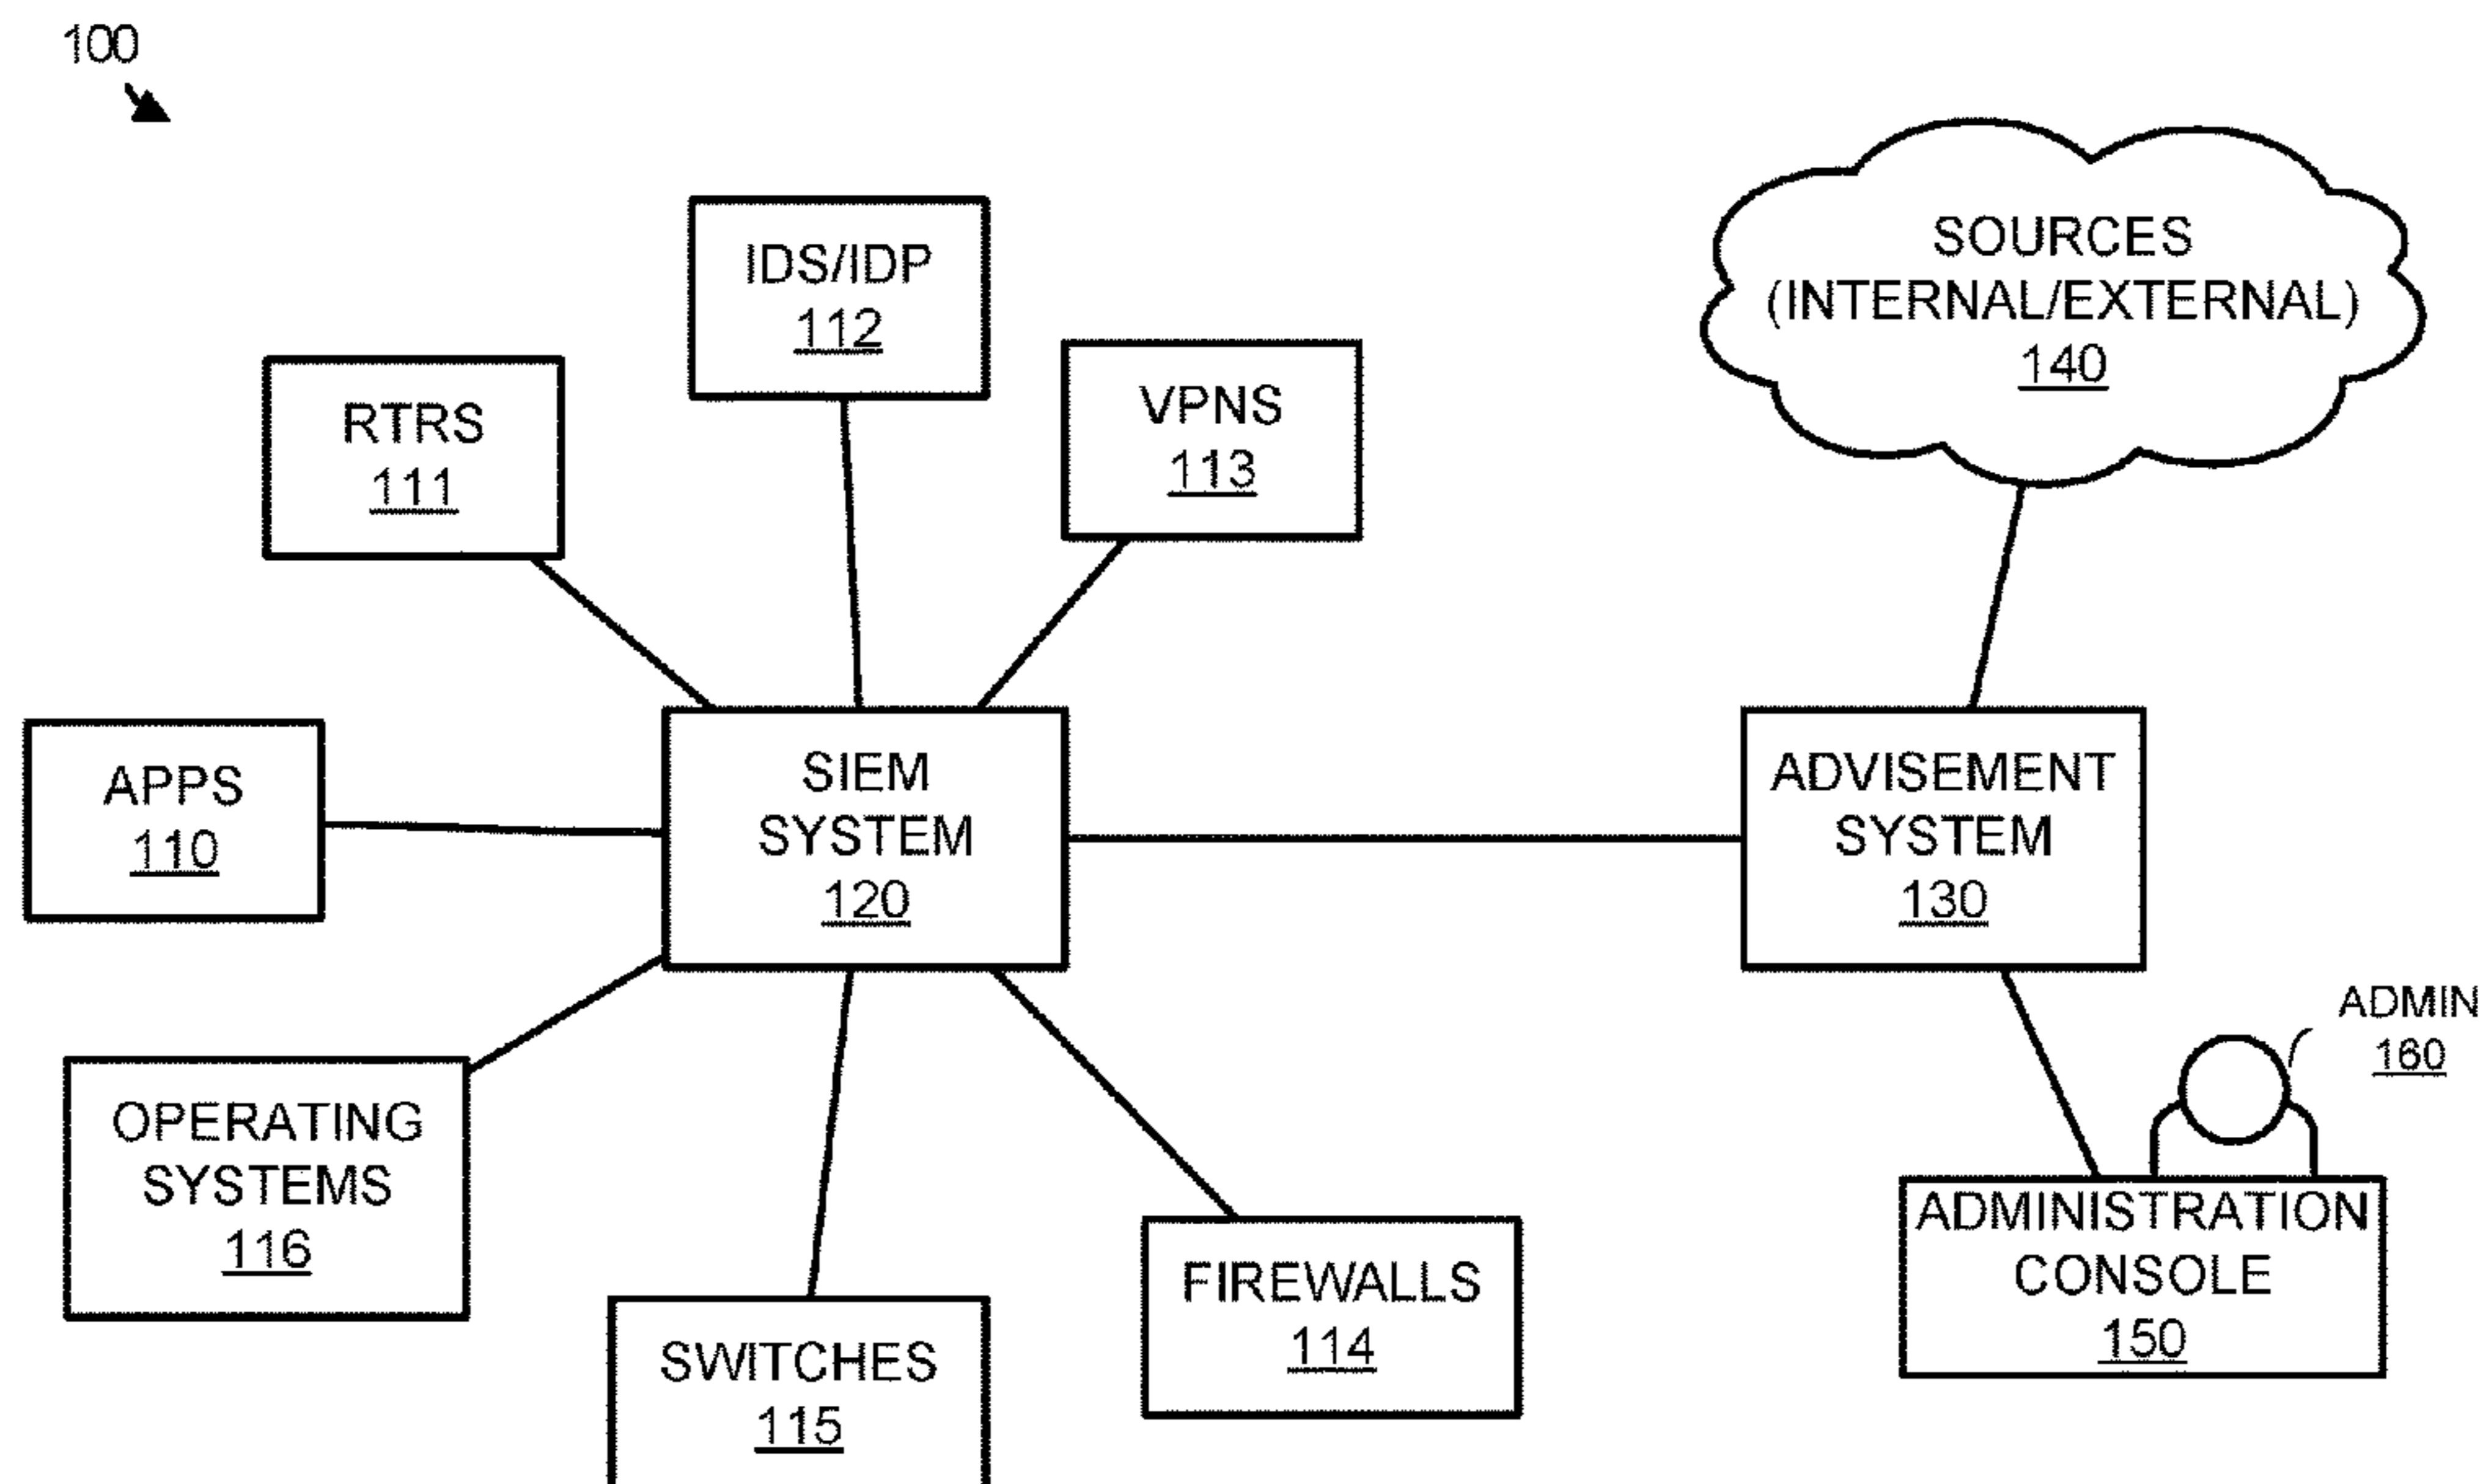 100
IDS/IDP
112
SOURCES
(INTERNAL/EXTERNAL)
140
RTRS
111
VPNS
113
APPS
110
SIEM
SYSTEM
120
ADVISEMENT
SYSTEM
130
ADMIN
160
OPERATING
SYSTEMS
116
SWITCHES
115
FIREWALLS
114
ADMINISTRATION
CONSOLE
150